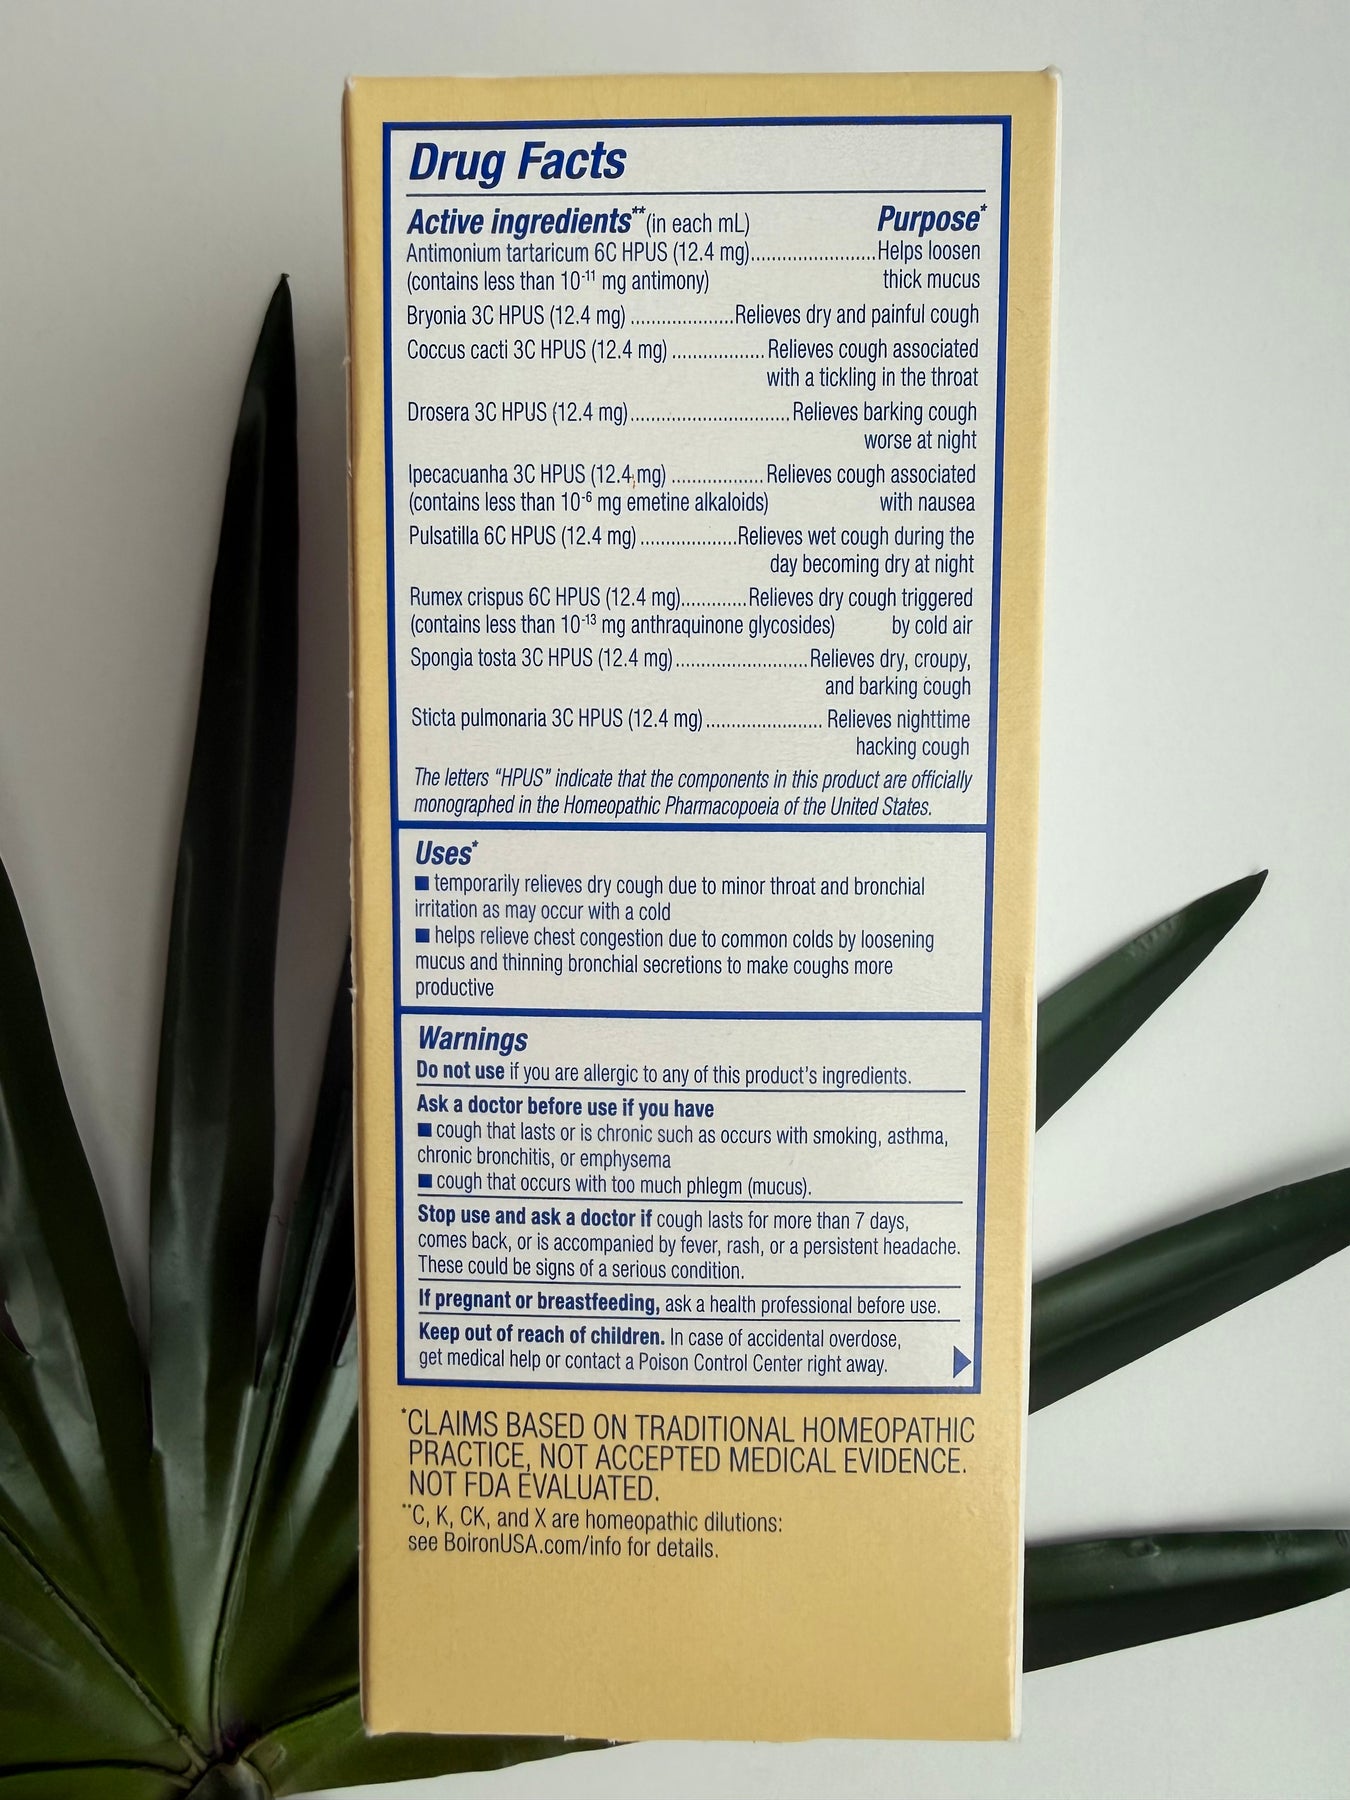 Drug Facts
Active ingredients**(in each mL) Purpose*
Antimonium tartaricum 6C HPUS (12.4 mg)............................Helps loosen
(contains less than 10⁻¹¹ mg antimony) thick mucus
Bryonia 3C HPUS (12.4 mg) ....................Relieves dry and painful cough
Coccus cacti 3C HPUS (12.4 mg) .................. Relieves cough associated
with a tickling in the throat
Drosera 3C HPUS (12.4 mg)............................... Relieves barking cough
worse at night
Ipecacuanha 3C HPUS (12.4 mg) .................. Relieves cough associated
(contains less than 10⁻⁶ mg emetine alkaloids) with nausea
Pulsatilla 6C HPUS (12.4 mg) ...................Relieves wet cough during the
day becoming dry at night
Rumex crispus 6C HPUS (12.4 mg).............Relieves dry cough triggered
(contains less than 10⁻¹³ mg anthraquinone glycosides) by cold air
Spongia tosta 3C HPUS (12.4 mg)..........................Relieves dry, croupy,
and barking cough
Sticta pulmonaria 3C HPUS (12.4 mg)....................... Relieves nighttime
hacking cough
The letters “HPUS” indicate that the components in this product are officially
monographed in the Homeopathic Pharmacopoeia of the United States.
Uses*
■ temporarily relieves dry cough due to minor throat and bronchial
irritation as may occur with a cold
■ helps relieve chest congestion due to common colds by loosening
mucus and thinning bronchial secretions to make coughs more
productive
Warnings
Do not use if you are allergic to any of this product's ingredients.
Ask a doctor before use if you have
■ cough that lasts or is chronic such as occurs with smoking, asthma,
chronic bronchitis, or emphysema
■ cough that occurs with too much phlegm (mucus).
Stop use and ask a doctor if cough lasts for more than 7 days,
comes back, or is accompanied by fever, rash, or a persistent headache.
These could be signs of a serious condition.
If pregnant or breastfeeding, ask a health professional before use.
Keep out of reach of children. In case of accidental overdose,
get medical help or contact a Poison Control Center right away.
*CLAIMS BASED ON TRADITIONAL HOMEOPATHIC
PRACTICE, NOT ACCEPTED MEDICAL EVIDENCE.
NOT FDA EVALUATED.
**C, K, CK, and X are homeopathic dilutions:
see BoironUSA.com/info for details.